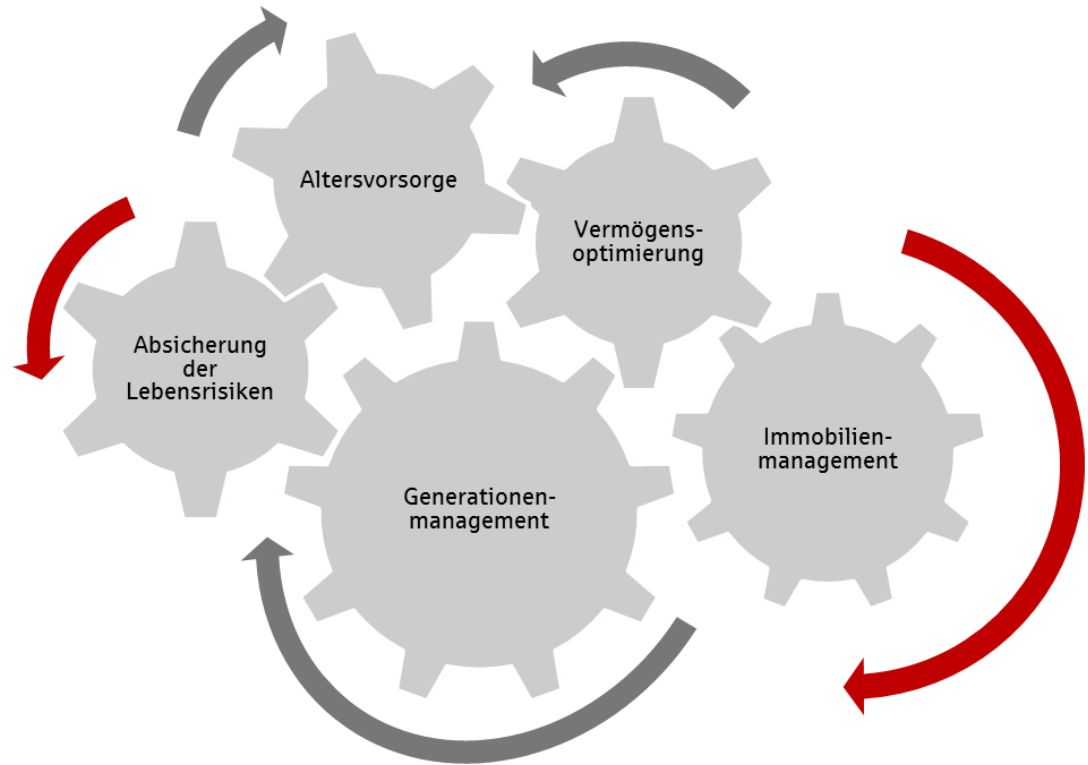 Altersvorsorge
Vermögens-
optimierung
Absicherung
der
Lebensrisiken
Immobilien-
management
Generationen-
management